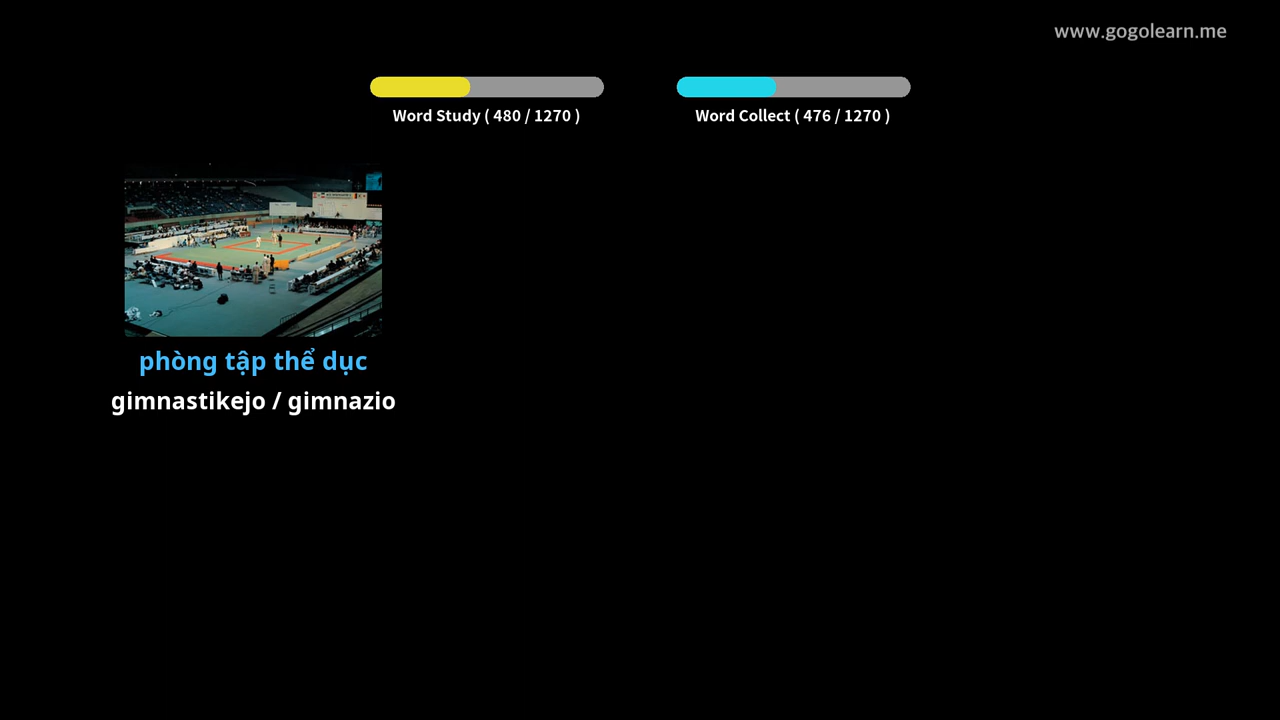 www.gogolearn.me
Word Study ( 480 / 1270 )
Word Collect ( 476 / 1270 )
phòng tập thể dục
gimnastikejo / gimnazio